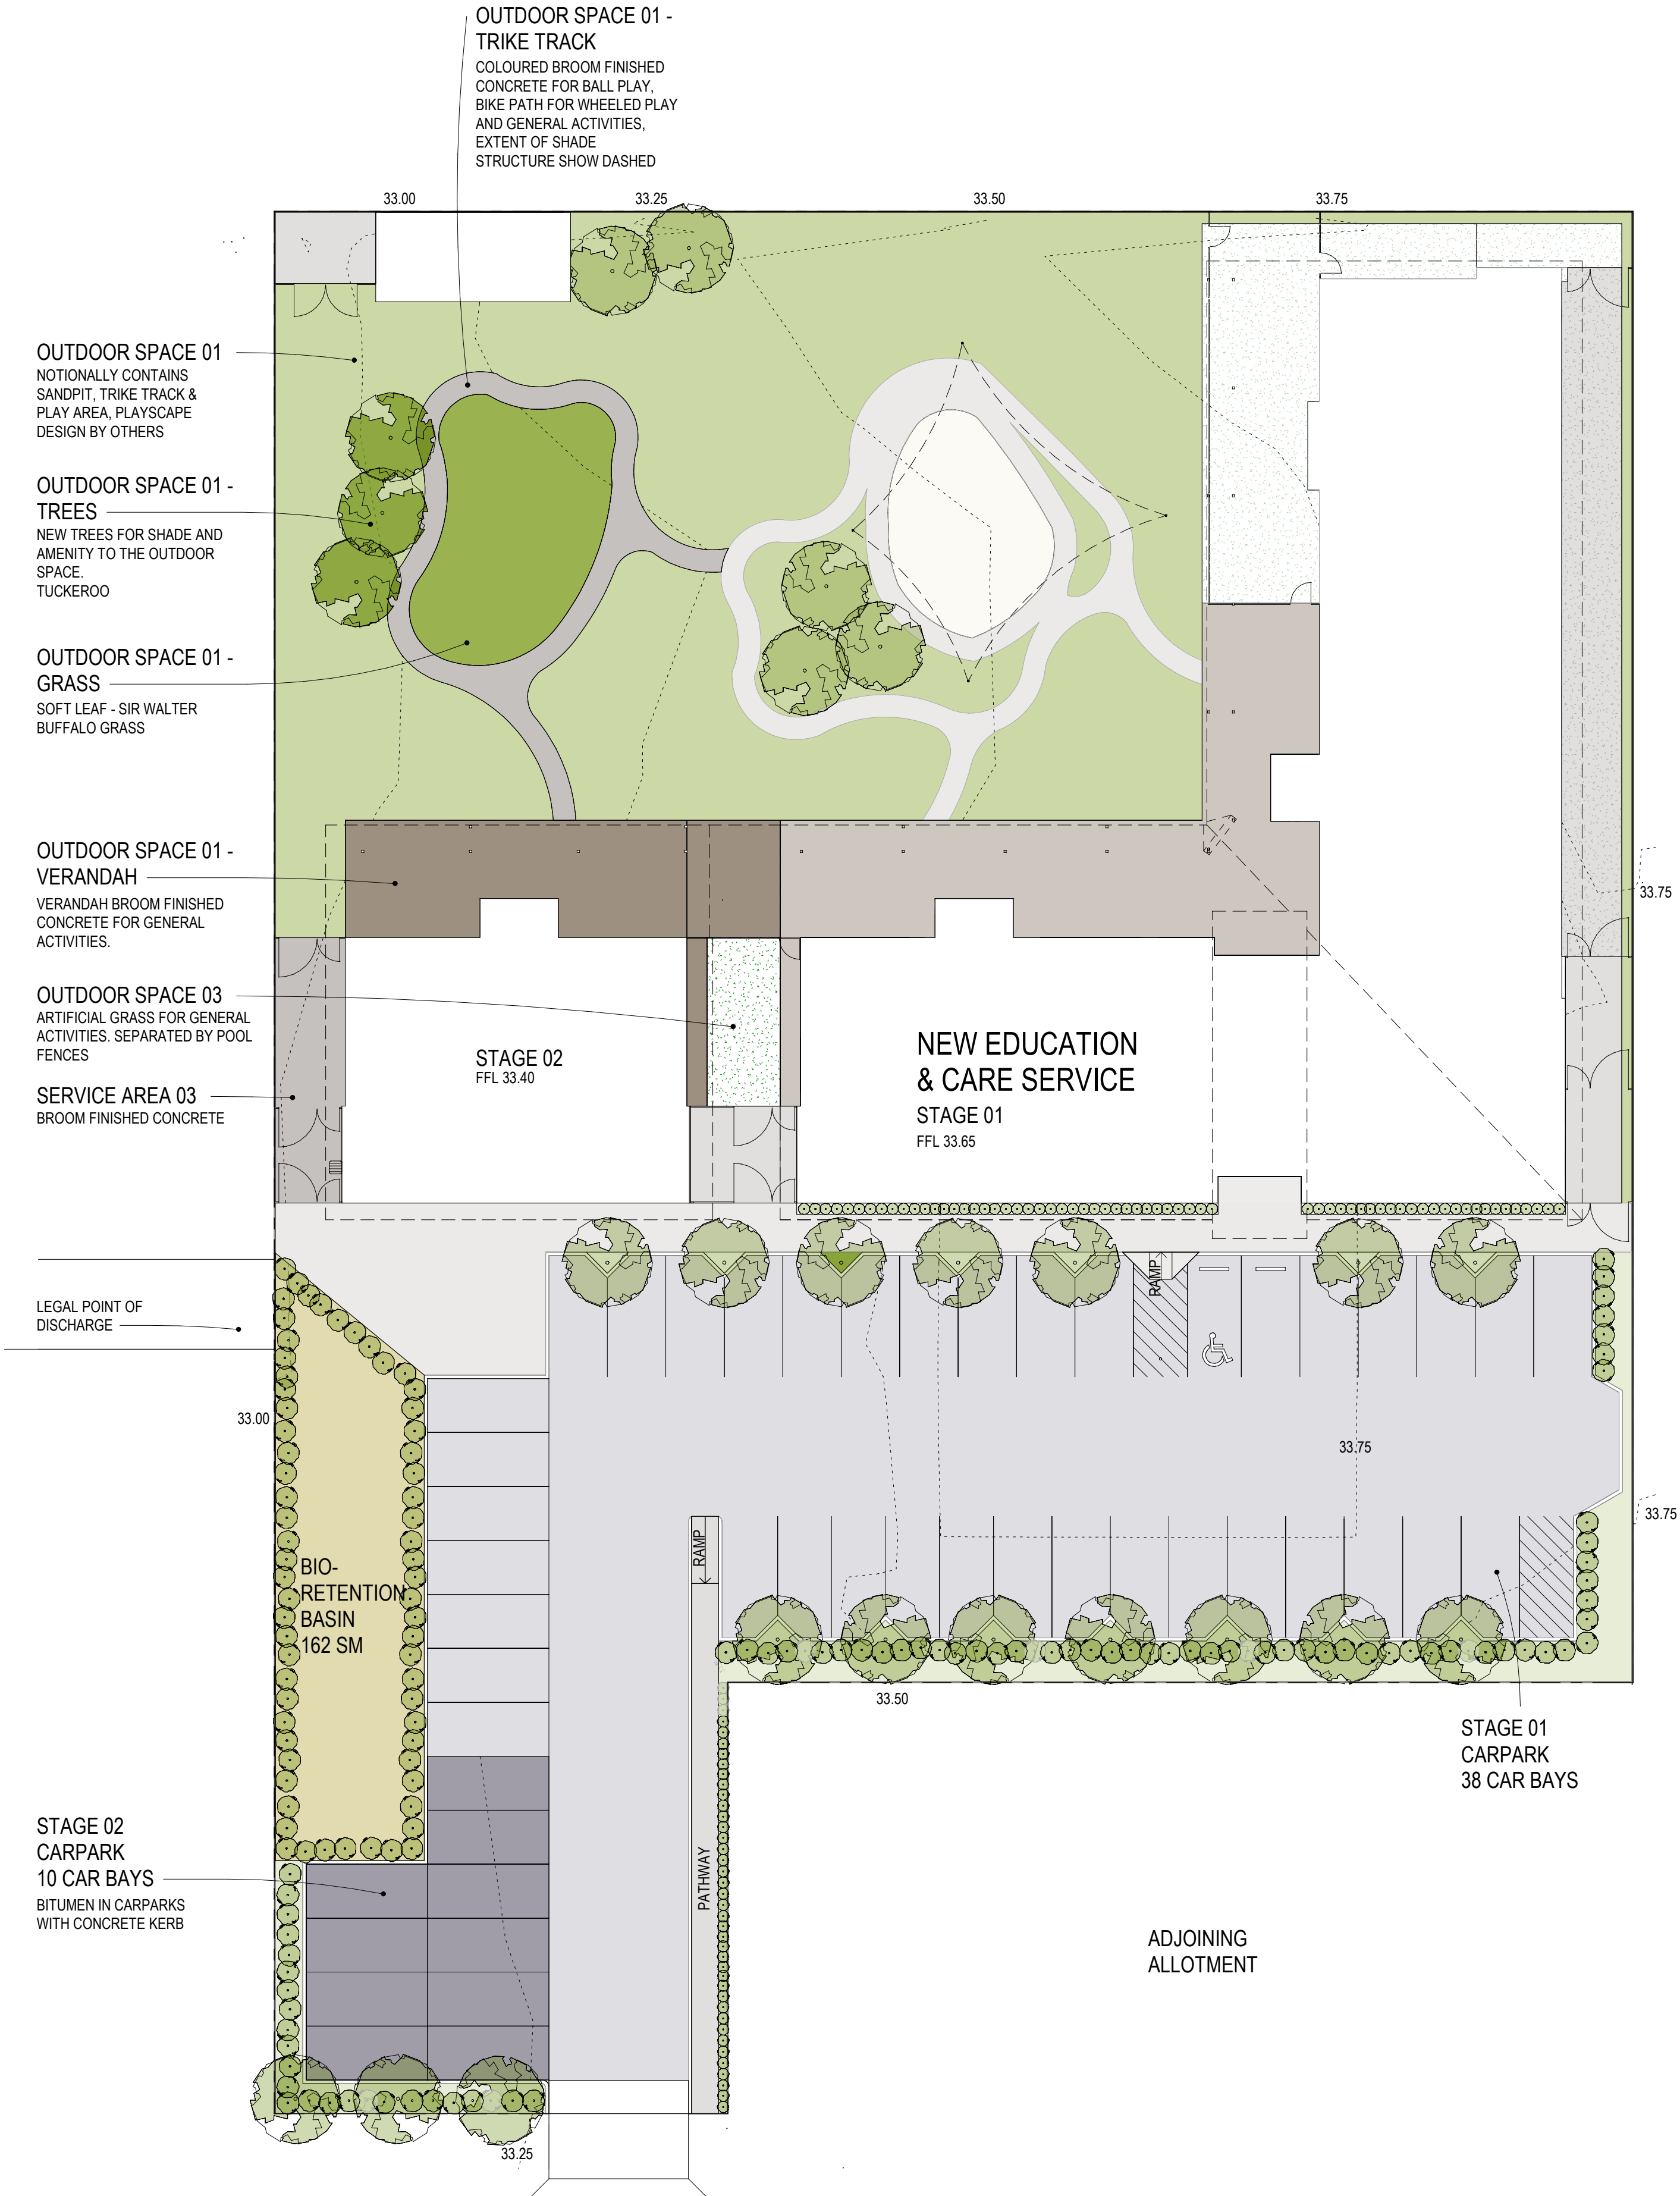 OUTDOOR SPACE 01 -
TRIKE TRACK
COLOURED BROOM FINISHED
CONCRETE FOR BALL PLAY,
BIKE PATH FOR WHEELED PLAY
AND GENERAL ACTIVITIES,
EXTENT OF SHADE
STRUCTURE SHOW DASHED
33.00
33.25
33.50
33.75
OUTDOOR SPACE 01
NOTIONALLY CONTAINS
SANDPIT, TRIKE TRACK &
PLAY AREA, PLAYSCAPE
DESIGN BY OTHERS
OUTDOOR SPACE 01 -
TREES
NEW TREES FOR SHADE AND
AMENITY TO THE OUTDOOR
SPACE.
TUCKEROO
OUTDOOR SPACE 01 -
GRASS
SOFT LEAF - SIR WALTER
BUFFALO GRASS
OUTDOOR SPACE 01 -
VERANDAH
VERANDAH BROOM FINISHED
CONCRETE FOR GENERAL
ACTIVITIES.
33.75
OUTDOOR SPACE 03
ARTIFICIAL GRASS FOR GENERAL
ACTIVITIES. SEPARATED BY POOL
FENCES
SERVICE AREA 03
BROOM FINISHED CONCRETE
STAGE 02
FFL 33.40
NEW EDUCATION
& CARE SERVICE
STAGE 01
FFL 33.65
RAMP
LEGAL POINT OF
DISCHARGE
33.00
33.75
33.75
RAMP
BIO-
RETENTION
BASIN
162 SM
33.50
STAGE 01
CARPARK
38 CAR BAYS
STAGE 02
CARPARK
10 CAR BAYS
BITUMEN IN CARPARKS
WITH CONCRETE KERB
PATHWAY
ADJOINING
ALLOTMENT
33.25